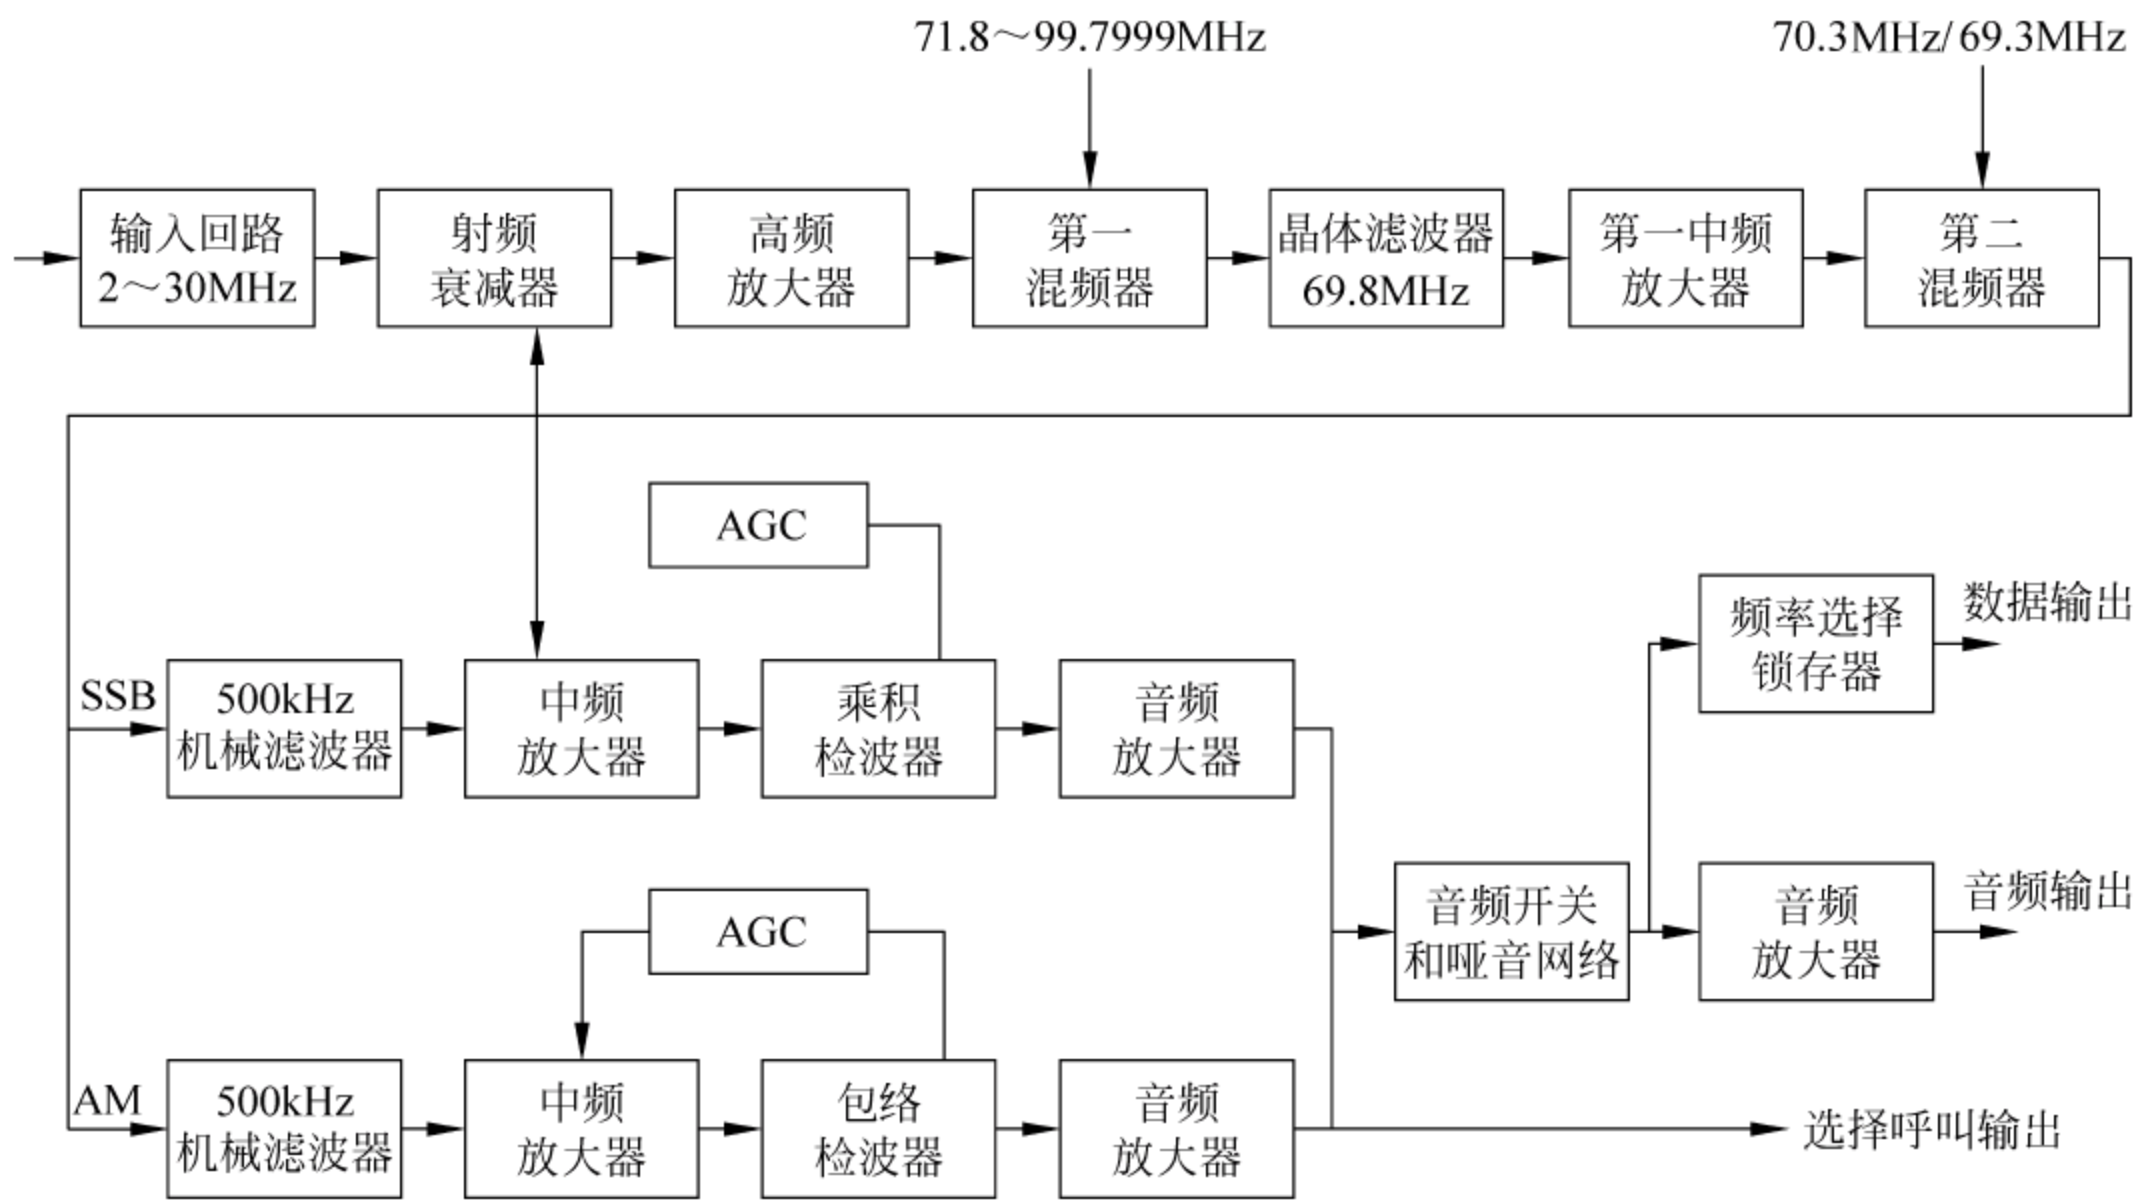 71.8～99.7999MHz
70.3MHz/69.3MHz
输入回路
2～30MHz
射频
衰减器
高频
放大器
第一
混频器
晶体滤波器
69.8MHz
第一中频
放大器
第二
混频器
AGC
SSB
500kHz
机械滤波器
中频
放大器
乘积
检波器
音频
放大器
频率选择
锁存器
数据输出
AGC
音频开关
和哑音网络
音频
放大器
音频输出
AM
500kHz
机械滤波器
中频
放大器
包络
检波器
音频
放大器
选择呼叫输出